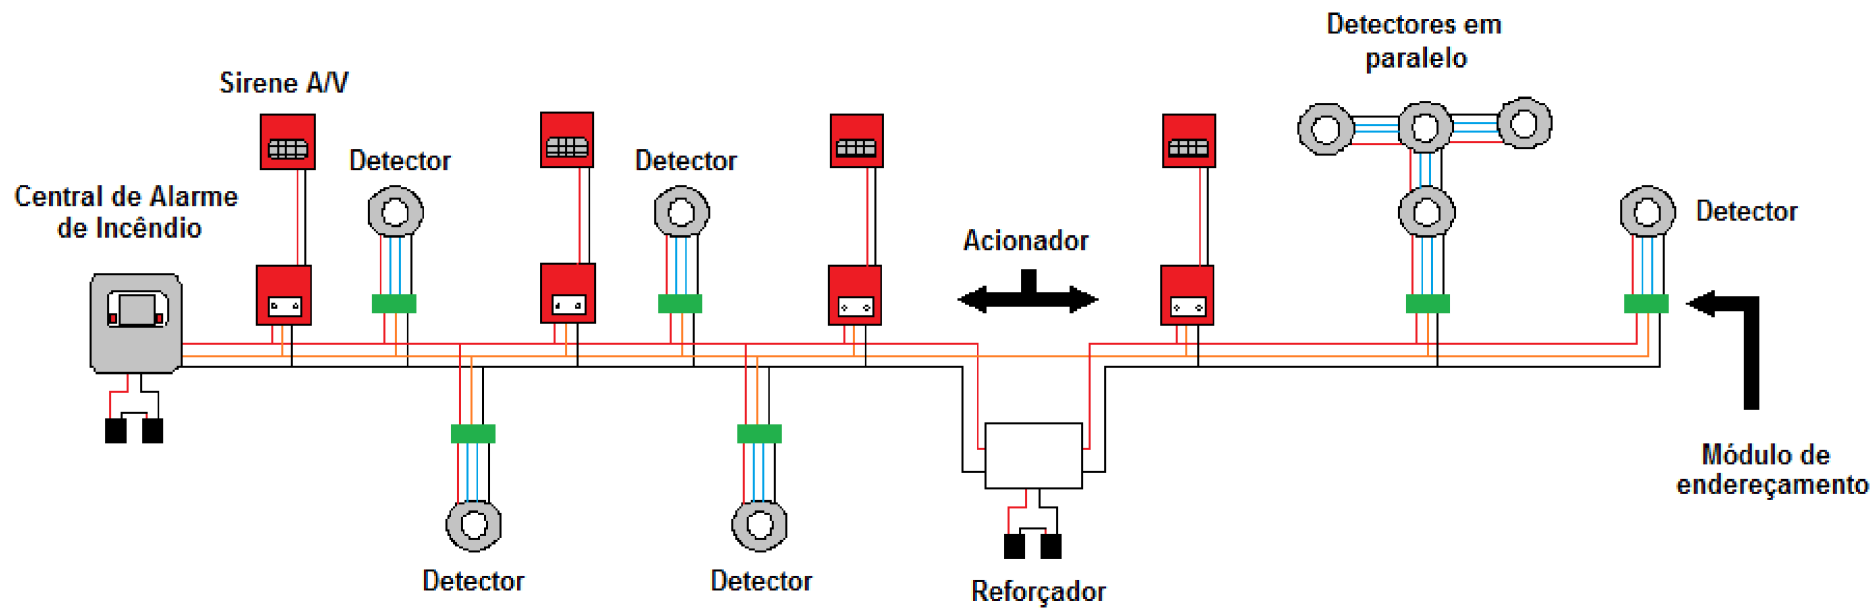 Detectores em
paralelo
Sirene A/V
Detector
Detector
Central de Alarme
de Incêndio
Detector
Acionador
Módulo de
endereçamento
Detector
Detector
Reforçador